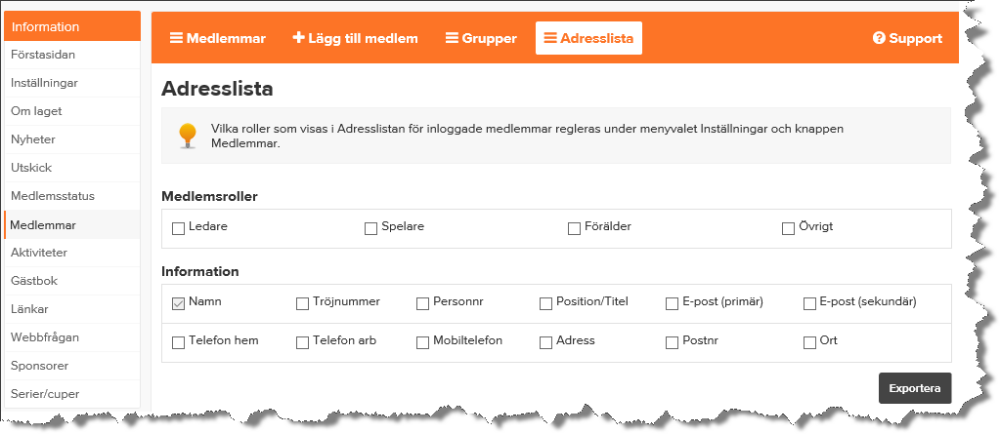 Information
Förstasidan
Inställningar
Om laget
Nyheter
Utskick
Medlemsstatus
Medlemmar
Aktiviteter
Gästbok
Länkar
Webbfrågan
Sponsorer
Serier/cuper
Medlemmar Lägg till medlem Grupper Adresslista Support
Adresslista
Vilka roller som visas i Adresslistan för inloggade medlemmar regleras under menyvalet Inställningar och knappen
Medlemmar.
Medlemsroller
Ledare Spelare Förälder Övrigt
Information
Namn Tröjnummer Personnr Position/Titel E-post (primär) E-post (sekundär)
Telefon hem Telefon arb Mobiltelefon Adress Postnr Ort
Exportera